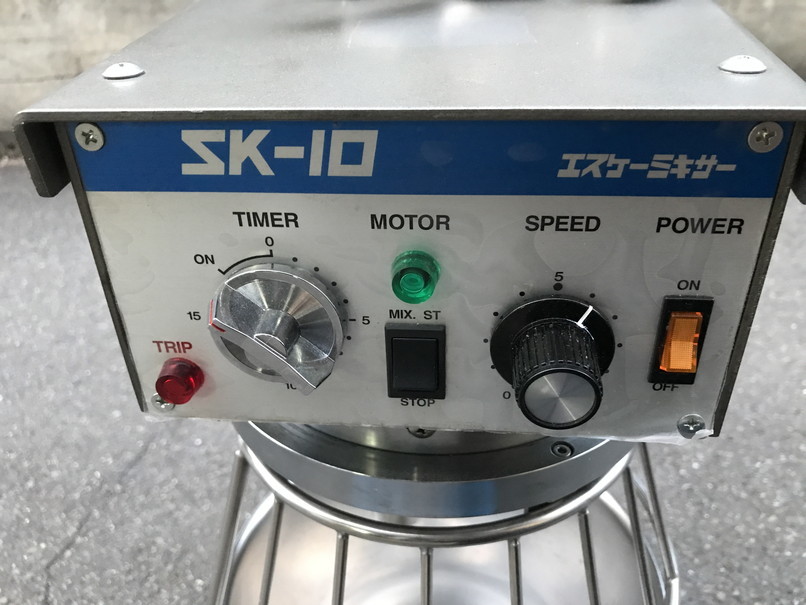 SK-10
エスケーミキサー
TIMER
MOTOR
SPEED
POWER
0
ON
5
15
10
TRIP
MIX. ST
STOP
5
0
ON
OFF